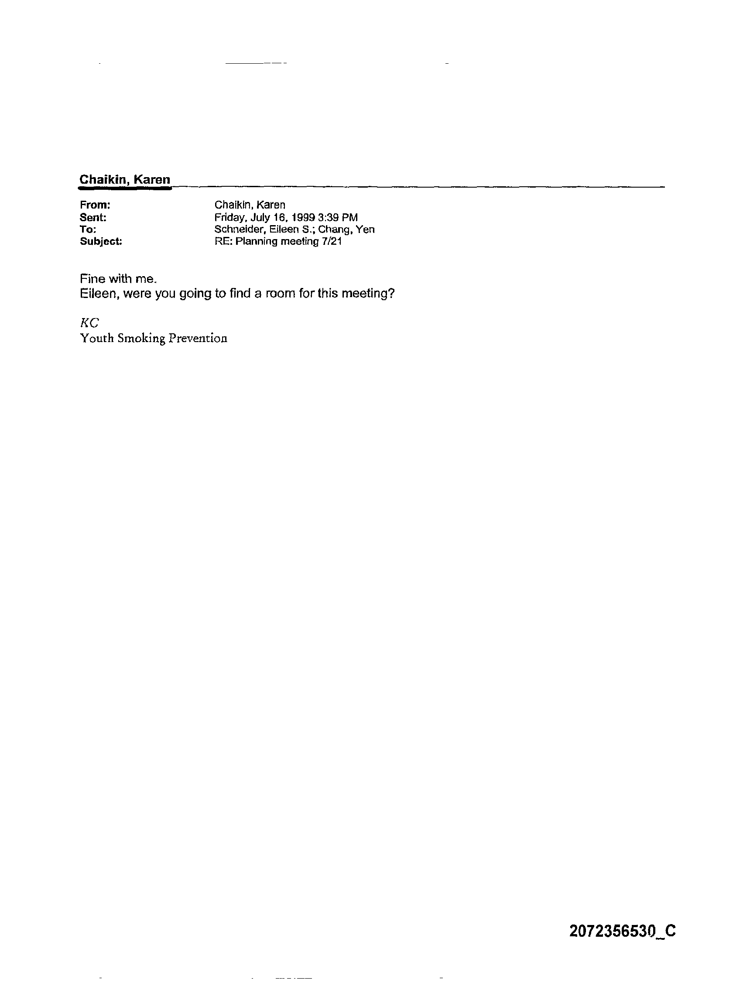 Chaikin, Karen
From: Chaikin, Karen
Sent: Friday, July 16, 1999 3:39 PM
To: Schneider, Eileen S.; Chang, Yen
Subject: RE: Planning meeting 7/21
Fine with me.
Eileen, were you going to find a room for this meeting?
KC
Youth Smoking Prevention
2072356530_C